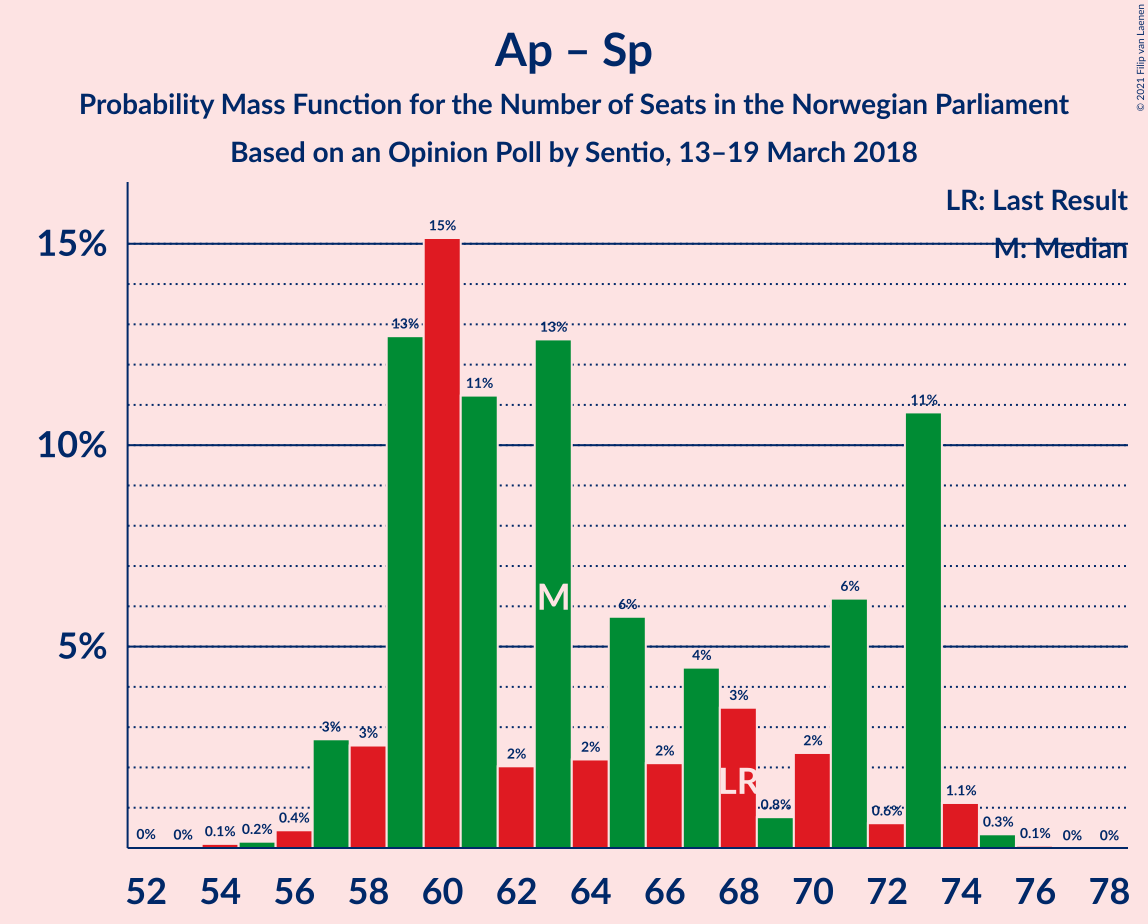 Ap – Sp
Probability Mass Function for the Number of Seats in the Norwegian Parliament
Based on an Opinion Poll by Sentio, 13–19 March 2018
© 2021 Filip van Laenen
LR: Last Result
M: Median
15%
10%
5%
0% 0% 0.1% 0.2% 0.4% 3% 3% 13% 15% 11% 2% 13% 2% 6% 2% 4% 3% 0.8% 2% 6% 0.6% 11% 1.1% 0.3% 0.1% 0% 0%
M
LR
52 54 56 58 60 62 64 66 68 70 72 74 76 78